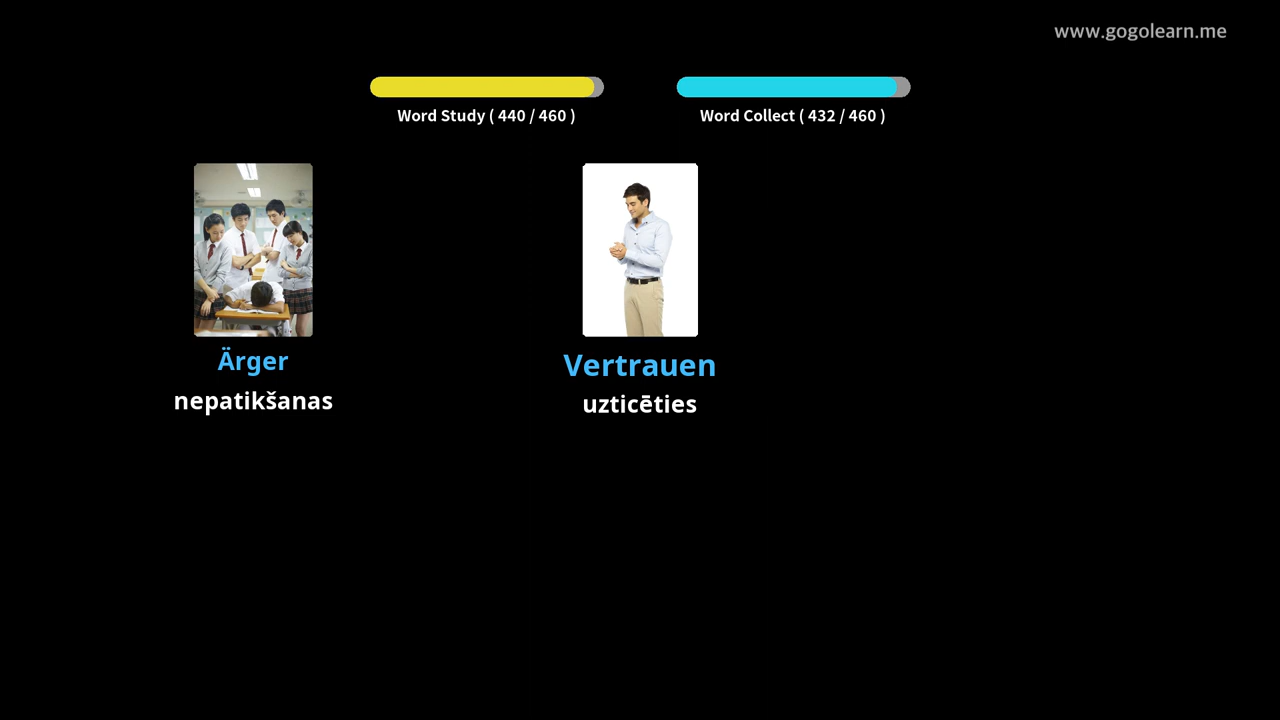 www.gogolearn.me
Word Study ( 440 / 460 )
Word Collect ( 432 / 460 )
Ärger
nepatikšanas
Vertrauen
uzticēties